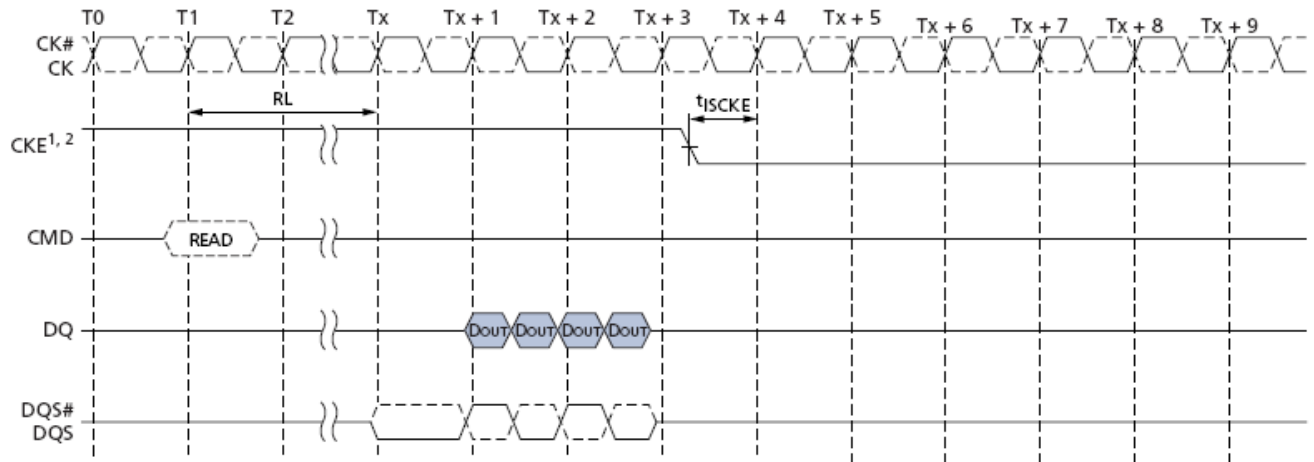 T0 T1 T2 Tx Tx + 1 Tx + 2 Tx + 3 Tx + 4 Tx + 5 Tx + 6 Tx + 7 Tx + 8 Tx + 9
CK#
CK
RL
tISCKE
CKE1, 2
CMD READ
DQ DOUT DOUT DOUT DOUT
DQS#
DQS